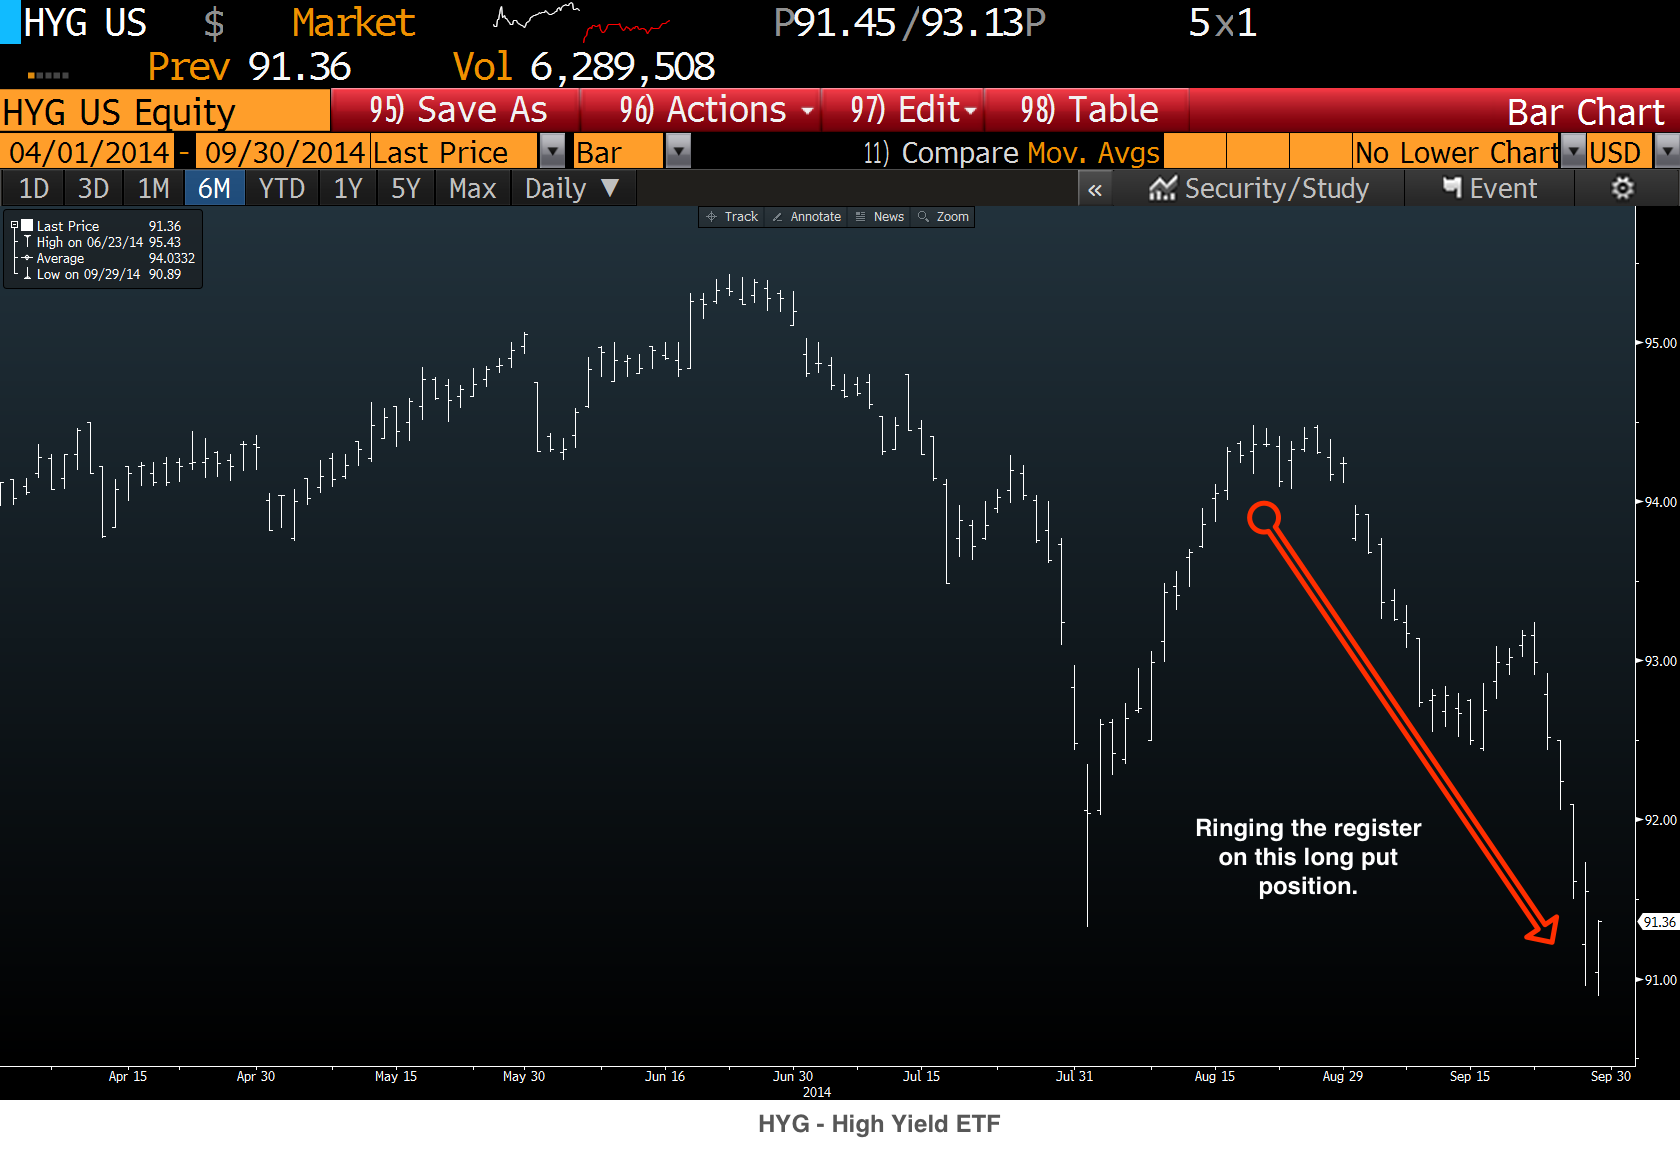 HYG US $ Market P91.45/93.13P 5x1
Prev 91.36 Vol 6,289,508
HYG US Equity 95) Save As 96) Actions 97) Edit 98) Table Bar Chart
04/01/2014 - 09/30/2014 Last Price Bar 11) Compare Mov. Avgs No Lower Chart USD
1D 3D 1M 6M YTD 1Y 5Y Max Daily ▼ « Security/Study Event
Track Annotate News Zoom
Last Price 91.36
High on 06/23/14 95.43
Average 94.0332
Low on 09/29/14 90.89
95.00
94.00
93.00
92.00
91.36
91.00
Ringing the register
on this long put
position.
Apr 15 Apr 30 May 15 May 30 Jun 16 Jun 30 Jul 15 Jul 31 Aug 15 Aug 29 Sep 15 Sep 30
2014
HYG - High Yield ETF